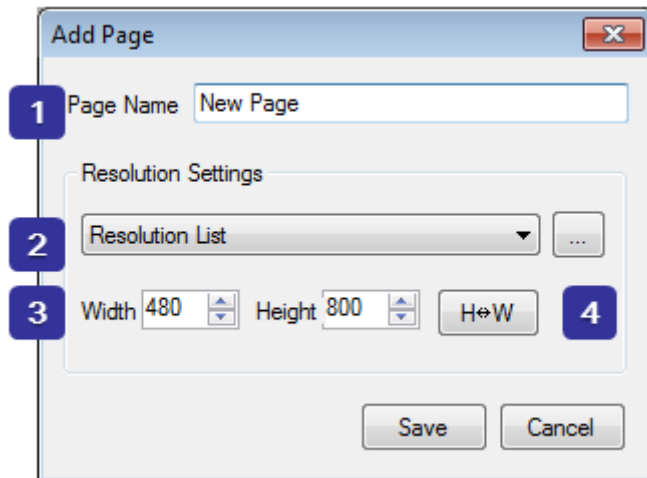 Add Page
1 Page Name New Page
Resolution Settings
2 Resolution List ...
3 Width 480 Height 800 H⇔W 4
Save Cancel